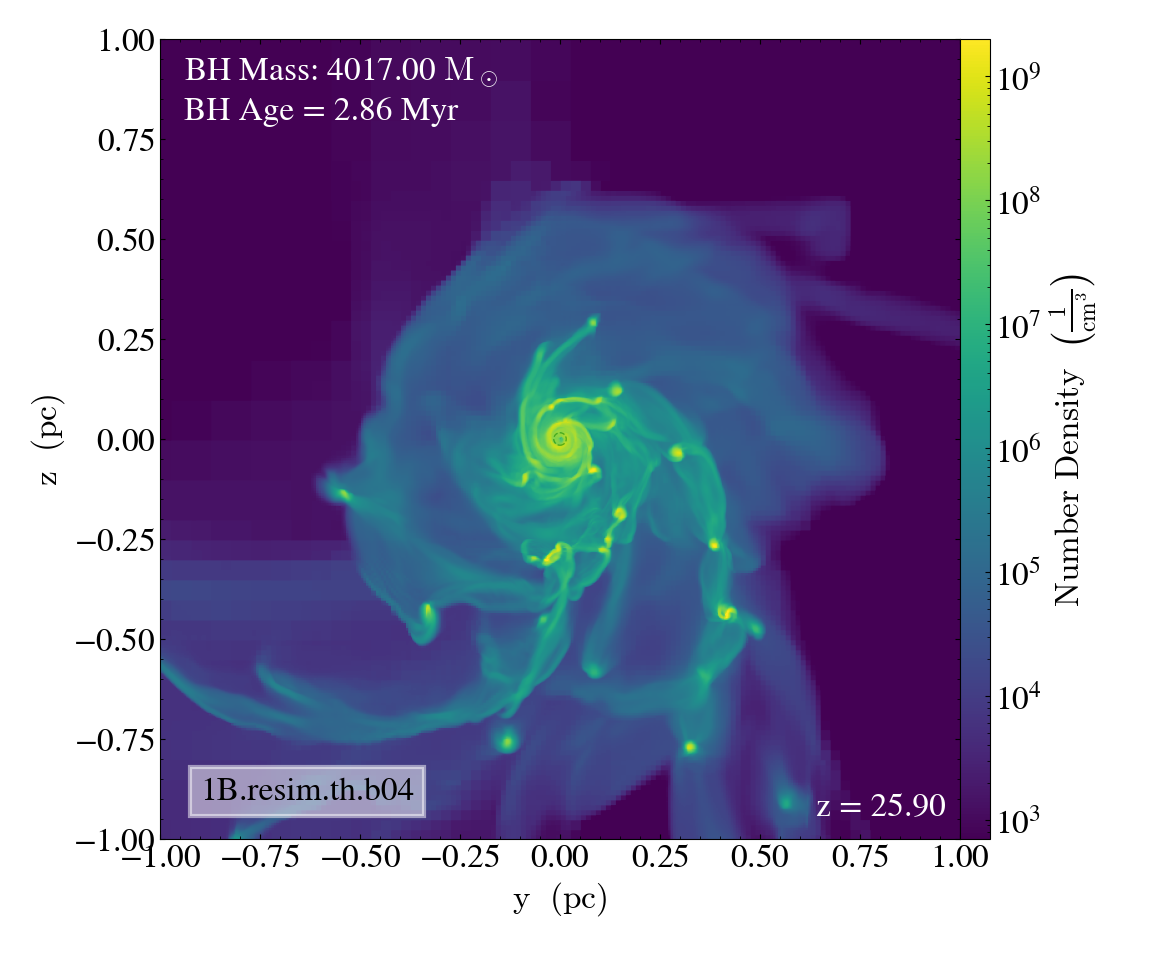 1.00
0.75
0.50
0.25
0.00
−0.25
−0.50
−0.75
−1.00
z (pc)
BH Mass: 4017.00 M⊙
BH Age = 2.86 Myr
1B.resim.th.b04
z = 25.90
−1.00 −0.75 −0.50 −0.25 0.00 0.25 0.50 0.75 1.00
y (pc)
10⁹
10⁸
10⁷
10⁶
10⁵
10⁴
10³
Number Density (1/cm³)